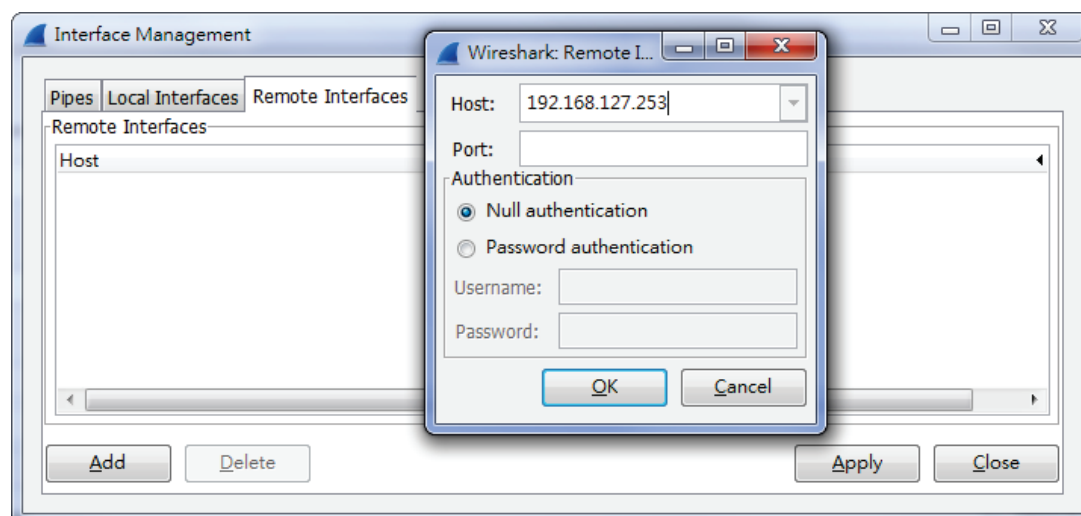 Interface Management
Pipes Local Interfaces Remote Interfaces
Remote Interfaces
Host
Add Delete Apply Close
Wireshark: Remote I...
Host: 192.168.127.253
Port:
Authentication
Null authentication
Password authentication
Username:
Password:
OK Cancel